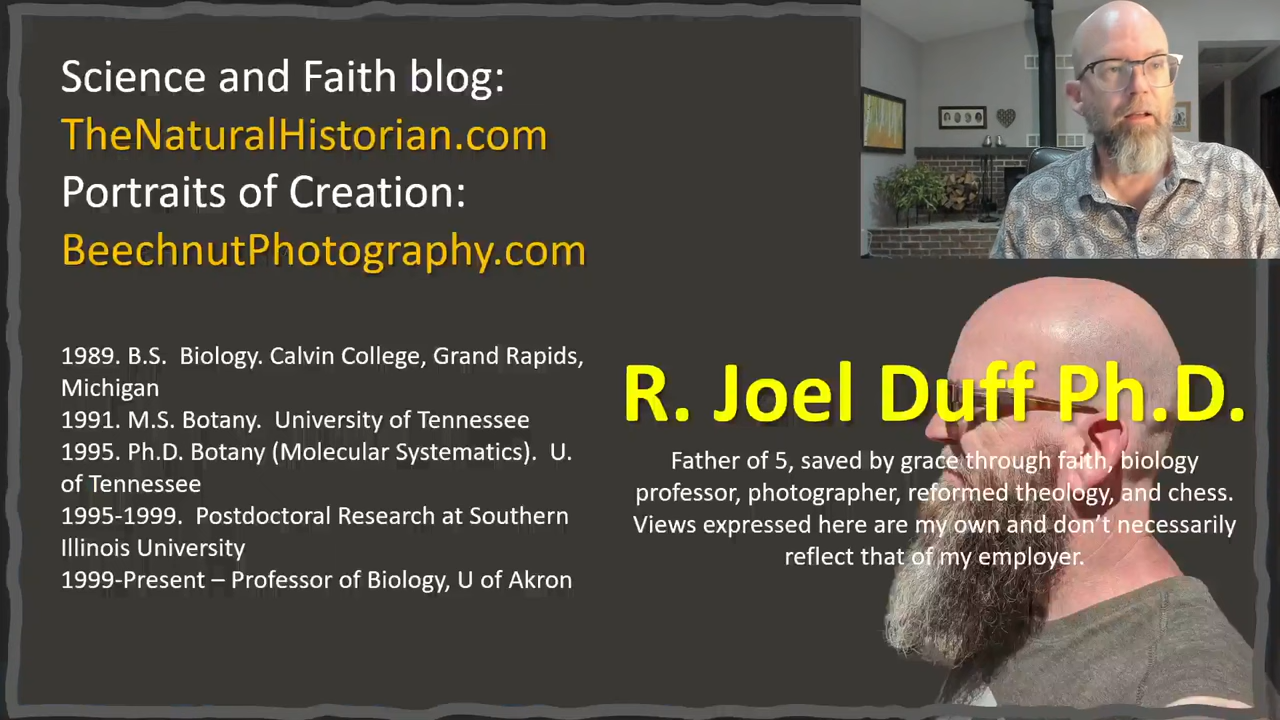 Science and Faith blog:
TheNaturalHistorian.com
Portraits of Creation:
BeechnutPhotography.com
1989. B.S.  Biology. Calvin College, Grand Rapids,
Michigan
1991. M.S. Botany.  University of Tennessee
1995. Ph.D. Botany (Molecular Systematics).  U.
of Tennessee
1995-1999.  Postdoctoral Research at Southern
Illinois University
1999-Present – Professor of Biology, U of Akron
R. Joel Duff Ph.D.
Father of 5, saved by grace through faith, biology
professor, photographer, reformed theology, and chess.
Views expressed here are my own and don’t necessarily
reflect that of my employer.